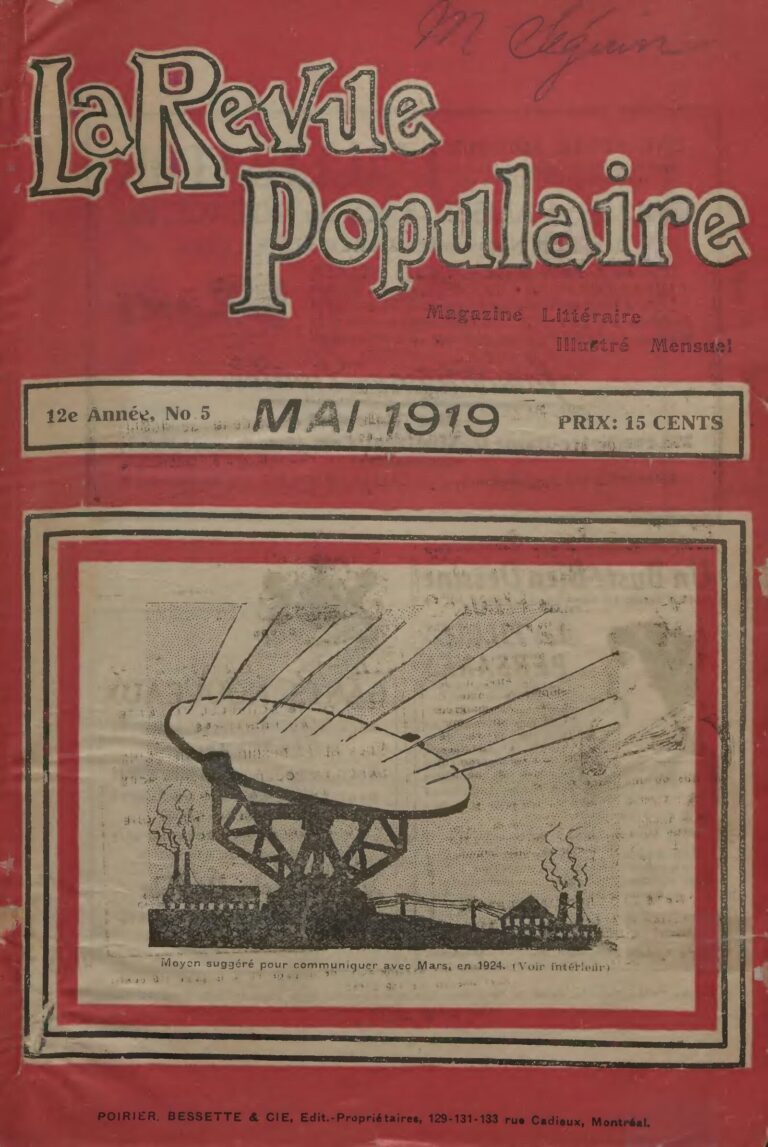 M Séguin
La Revue
Populaire
Magazine Littéraire
Illustré Mensuel
12e Année, No 5 MAI 1919 PRIX: 15 CENTS
Moyen suggéré pour communiquer avec Mars, en 1924. (Voir intérieur)
POIRIER, BESSETTE & CIE, Edit.-Propriétaires, 129-131-133 rue Cadieux, Montréal.